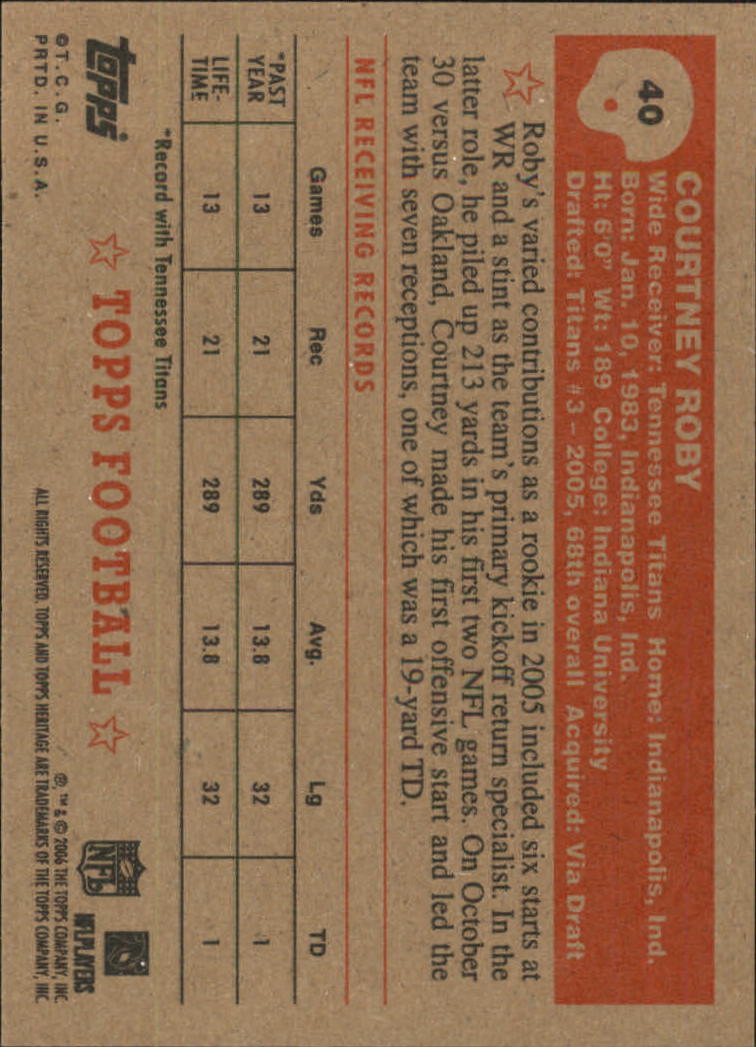 40
COURTNEY ROBY
Wide Receiver: Tennessee Titans Home: Indianapolis, Ind.
Born: Jan. 10, 1983, Indianapolis, Ind.
Ht: 6'0" Wt: 189 College: Indiana University
Drafted: Titans #3 – 2005, 68th overall Acquired: Via Draft
Roby's varied contributions as a rookie in 2005 included six starts at
WR and a stint as the team's primary kickoff return specialist. In the
latter role, he piled up 213 yards in his first two NFL games. On October
30 versus Oakland, Courtney made his first offensive start and led the
team with seven receptions, one of which was a 19-yard TD.
NFL RECEIVING RECORDS
Games Rec Yds Avg. Lg TD
*PAST YEAR 13 21 289 13.8 32 1
LIFE-TIME 13 21 289 13.8 32 1
*Record with Tennessee Titans
topps
TOPPS FOOTBALL
NFL
NFLPLAYERS
©T.C.G.
PRTD. IN U.S.A.
®, ™ & © 2006 THE TOPPS COMPANY, INC.
ALL RIGHTS RESERVED. TOPPS AND TOPPS HERITAGE ARE TRADEMARKS OF THE TOPPS COMPANY, INC